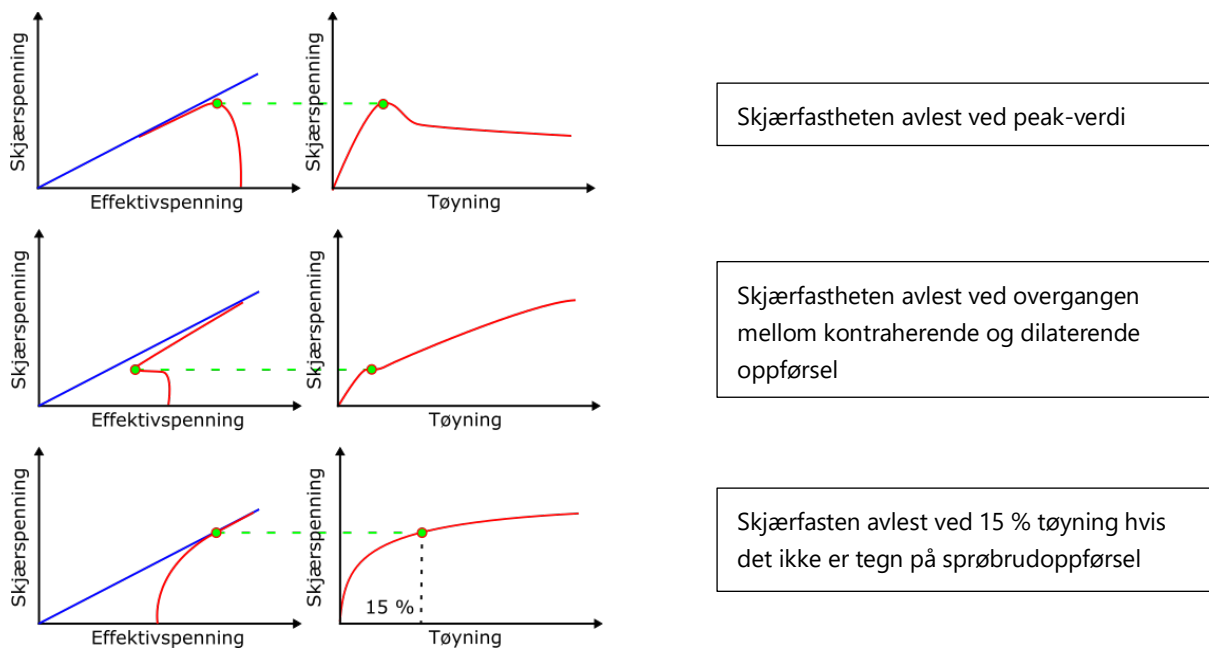 Skjærspenning
Effektivspenning
Skjærspenning
Tøyning
Skjærfastheten avlest ved peak-verdi
Skjærspenning
Effektivspenning
Skjærspenning
Tøyning
Skjærfastheten avlest ved overgangen
mellom kontraherende og dilaterende
oppførsel
Skjærspenning
Effektivspenning
Skjærspenning
15 %
Tøyning
Skjærfasten avlest ved 15 % tøyning hvis
det ikke er tegn på sprøbrudoppførsel